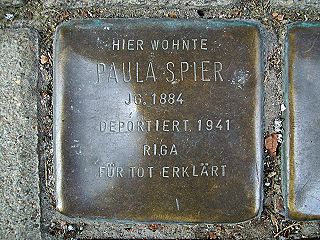 HIER WOHNTE
PAULA SPIER
JG. 1884
DEPORTIERT 1941
RIGA
FÜR TOT ERKLÄRT